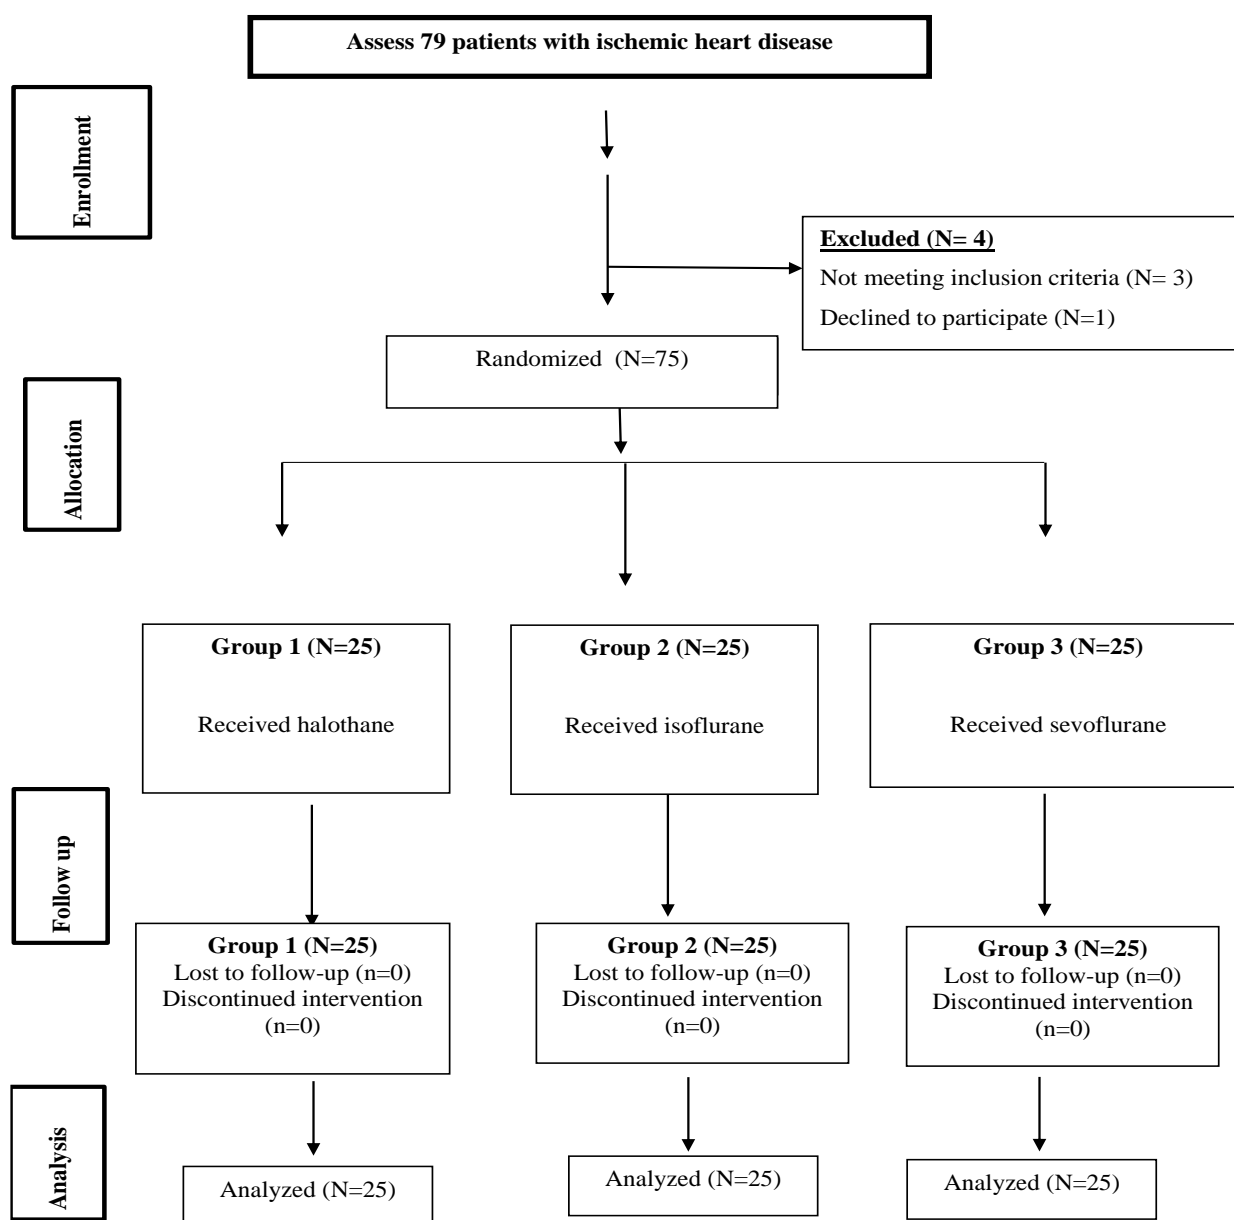 Assess 79 patients with ischemic heart disease
Enrollment
Excluded (N= 4)
Not meeting inclusion criteria (N= 3)
Declined to participate (N=1)
Randomized (N=75)
Allocation
Group 1 (N=25)
Received halothane
Group 2 (N=25)
Received isoflurane
Group 3 (N=25)
Received sevoflurane
Follow up
Group 1 (N=25)
Lost to follow-up (n=0)
Discontinued intervention
(n=0)
Group 2 (N=25)
Lost to follow-up (n=0)
Discontinued intervention
(n=0)
Group 3 (N=25)
Lost to follow-up (n=0)
Discontinued intervention
(n=0)
Analysis
Analyzed (N=25)
Analyzed (N=25)
Analyzed (N=25)